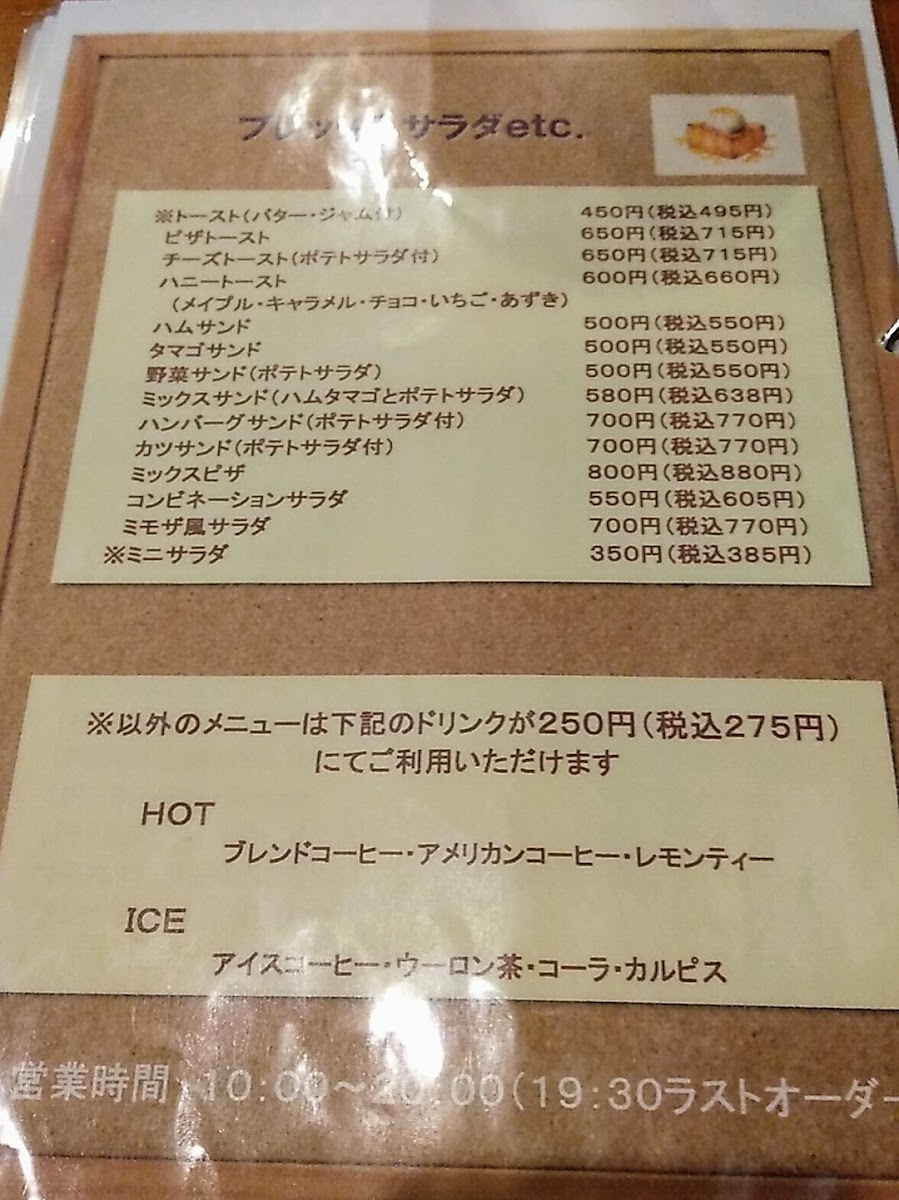 サラダetc.
※トースト(バター・ジャム付) 450円(税込495円)
ピザトースト 650円(税込715円)
チーズトースト(ポテトサラダ付) 650円(税込715円)
ハニートースト 600円(税込660円)
(メイプル・キャラメル・チョコ・いちご・あずき)
ハムサンド 500円(税込550円)
タマゴサンド 500円(税込550円)
野菜サンド(ポテトサラダ) 500円(税込550円)
ミックスサンド(ハムタマゴとポテトサラダ) 580円(税込638円)
ハンバーグサンド(ポテトサラダ付) 700円(税込770円)
カツサンド(ポテトサラダ付) 700円(税込770円)
ミックスピザ 800円(税込880円)
コンビネーションサラダ 550円(税込605円)
ミモザ風サラダ 700円(税込770円)
※ミニサラダ 350円(税込385円)
※以外のメニューは下記のドリンクが250円(税込275円)
にてご利用いただけます
HOT
ブレンドコーヒー・アメリカンコーヒー・レモンティー
ICE
アイスコーヒー・ウーロン茶・コーラ・カルピス
営業時間 10:00〜20:00(19:30ラストオーダー